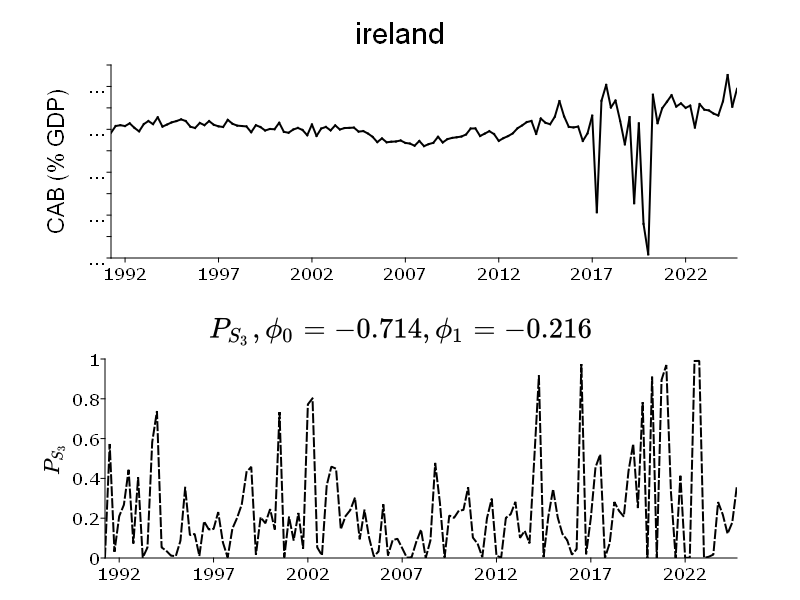 ireland
CAB (% GDP)
...
...
...
...
...
1992 1997 2002 2007 2012 2017 2022
P_{S_3}, ϕ_0 = −0.714, ϕ_1 = −0.216
P_{S_3}
1
0.8
0.6
0.4
0.2
0
1992 1997 2002 2007 2012 2017 2022